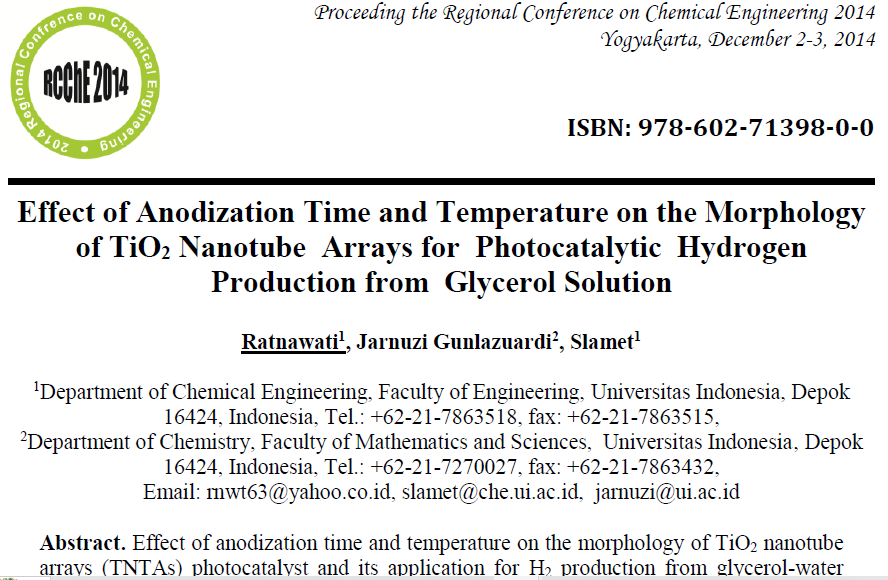 Proceeding the Regional Conference on Chemical Engineering 2014
Yogyakarta, December 2-3, 2014
2014 Regional Confrence on Chemical Engineering
RCChE 2014
ISBN: 978-602-71398-0-0
Effect of Anodization Time and Temperature on the Morphology
of TiO₂ Nanotube Arrays for Photocatalytic Hydrogen
Production from Glycerol Solution
Ratnawati¹, Jarnuzi Gunlazuardi², Slamet¹
¹Department of Chemical Engineering, Faculty of Engineering, Universitas Indonesia, Depok
16424, Indonesia, Tel.: +62-21-7863518, fax: +62-21-7863515,
²Department of Chemistry, Faculty of Mathematics and Sciences, Universitas Indonesia, Depok
16424, Indonesia, Tel.: +62-21-7270027, fax: +62-21-7863432,
Email: rnwt63@yahoo.co.id, slamet@che.ui.ac.id, jarnuzi@ui.ac.id
Abstract. Effect of anodization time and temperature on the morphology of TiO₂ nanotube
arrays (TNTAs) photocatalyst and its application for H₂ production from glycerol-water